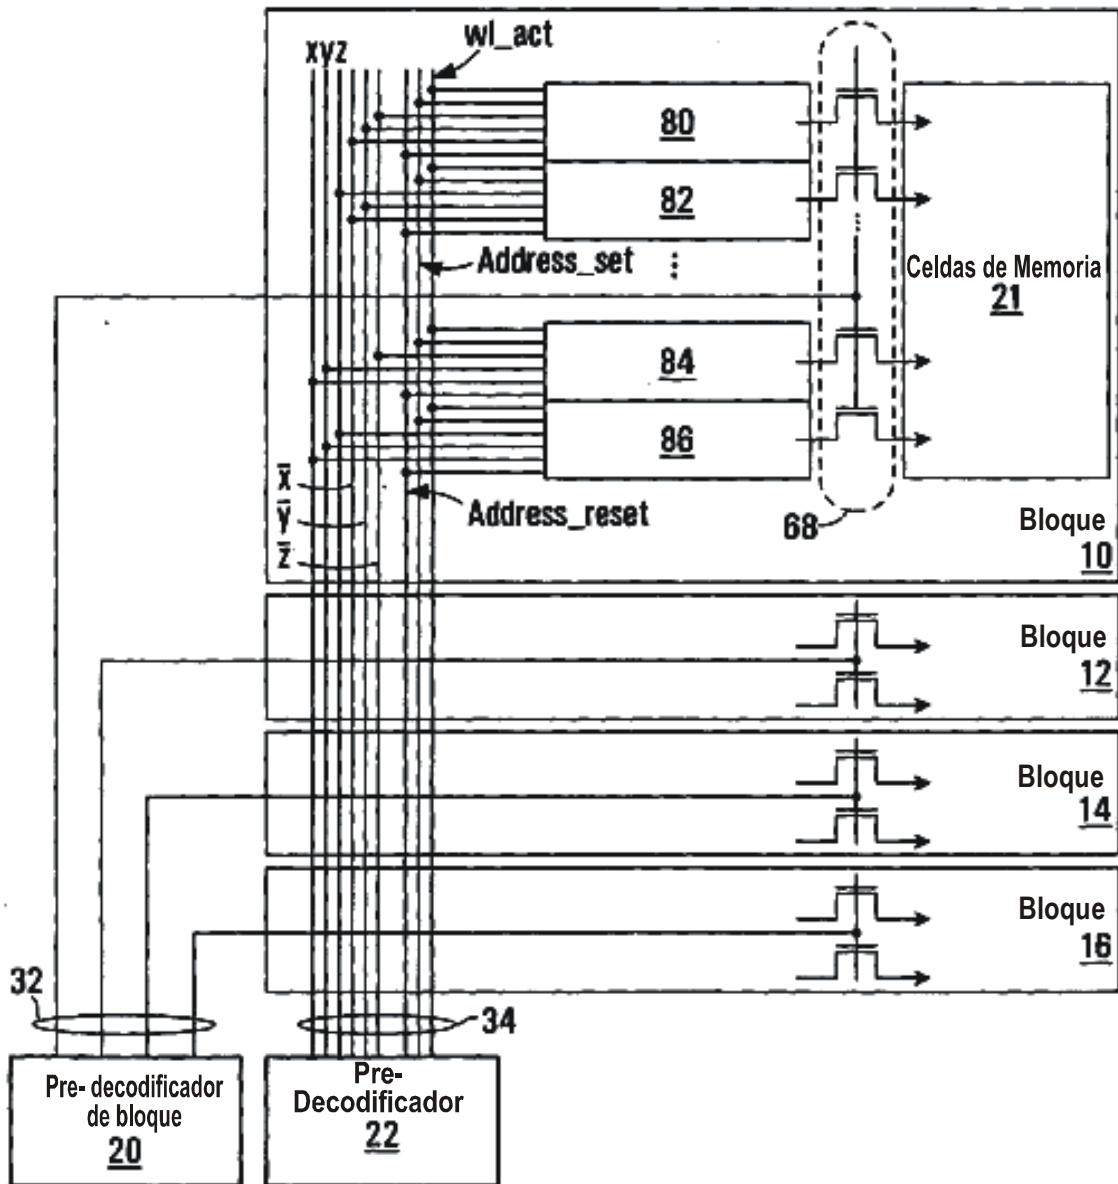 wl_act
xyz
80
82
Address_set
Celdas de Memoria
21
84
86
x̄
ȳ
z̄
Address_reset
68
Bloque
10
Bloque
12
Bloque
14
Bloque
16
32
34
Pre- decodificador
de bloque
20
Pre-
Decodificador
22